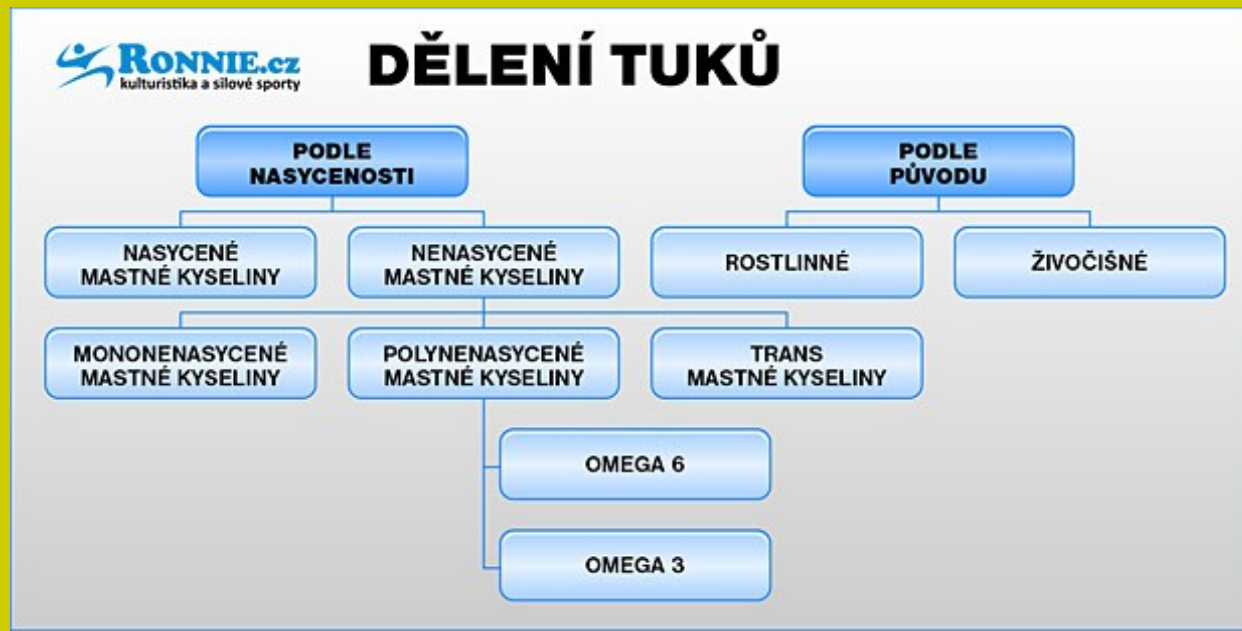 RONNIE.cz
kulturistika a silové sporty
DĚLENÍ TUKŮ
PODLE
NASYCENOSTI
PODLE
PŮVODU
NASYCENÉ
MASTNÉ KYSELINY
NENASYCENÉ
MASTNÉ KYSELINY
ROSTLINNÉ
ŽIVOČIŠNÉ
MONONENASYCENÉ
MASTNÉ KYSELINY
POLYNENASYCENÉ
MASTNÉ KYSELINY
TRANS
MASTNÉ KYSELINY
OMEGA 6
OMEGA 3